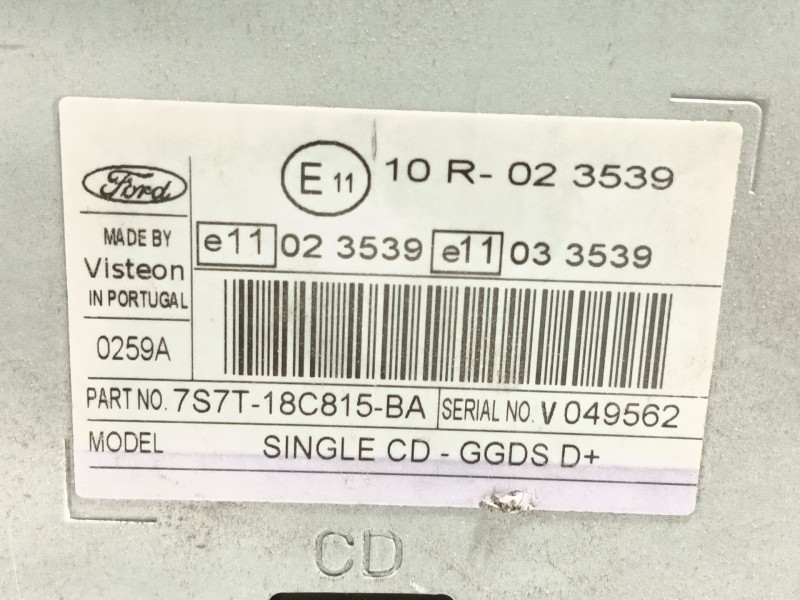 Ford
E 11 10 R- 02 3539
MADE BY
Visteon
IN PORTUGAL
e11 02 3539 e11 03 3539
0259A
PART NO. 7S7T-18C815-BA SERIAL NO. V 049562
MODEL SINGLE CD - GGDS D+
CD